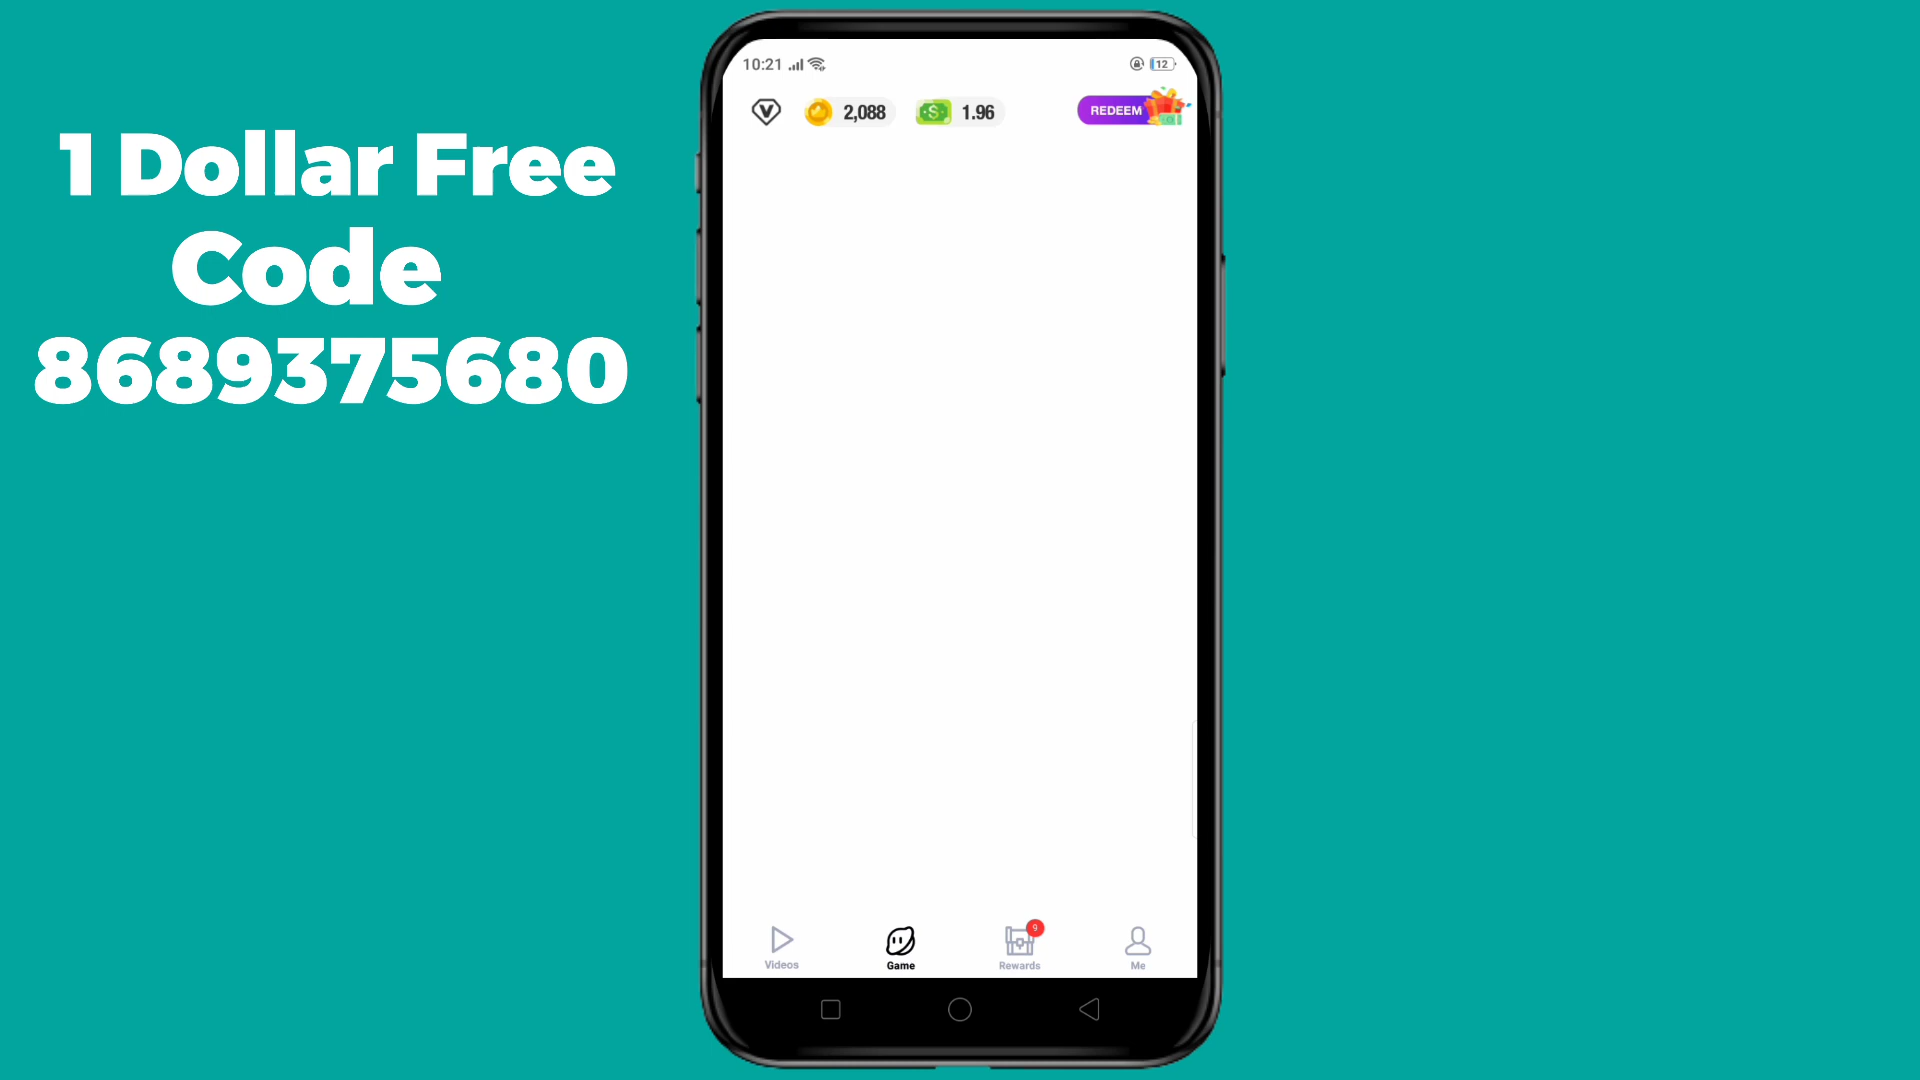 1 Dollar Free
Code
8689375680
10:21
12
V
2,088
$
1.96
REDEEM
9
Videos
Game
Rewards
Me